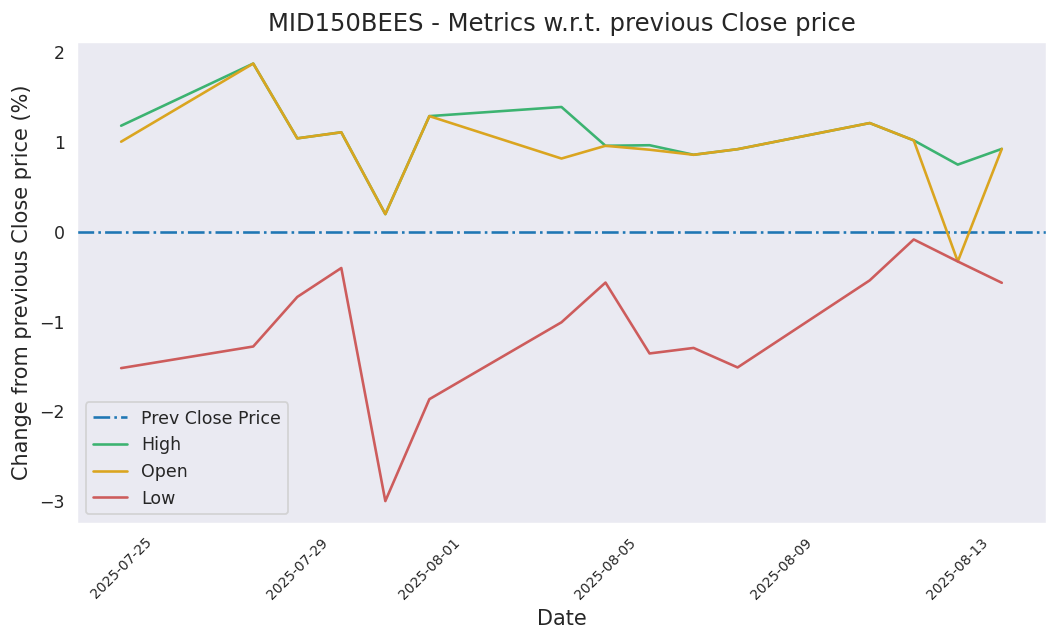 MID150BEES - Metrics w.r.t. previous Close price
Change from previous Close price (%)
2
1
0
−1
−2
−3
Prev Close Price
High
Open
Low
2025-07-25
2025-07-29
2025-08-01
2025-08-05
2025-08-09
2025-08-13
Date